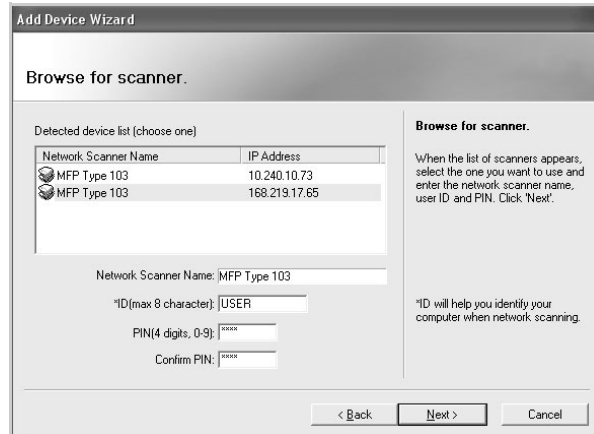 Add Device Wizard
Browse for scanner.
Detected device list (choose one)
Network Scanner Name IP Address
MFP Type 103 10.240.10.73
MFP Type 103 168.219.17.65
Network Scanner Name: MFP Type 103
*ID(max 8 character): USER
PIN(4 digits, 0-9): ****
Confirm PIN: ****
Browse for scanner.
When the list of scanners appears,
select the one you want to use and
enter the network scanner name,
user ID and PIN. Click 'Next'.
*ID will help you identify your
computer when network scanning.
< Back Next > Cancel